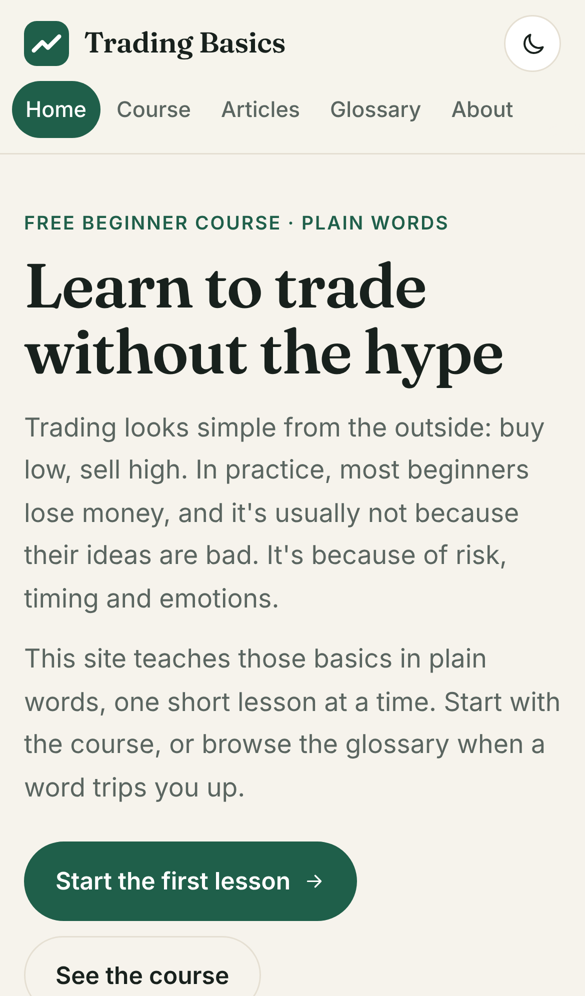 Trading Basics
Home Course Articles Glossary About
FREE BEGINNER COURSE · PLAIN WORDS
Learn to trade
without the hype
Trading looks simple from the outside: buy
low, sell high. In practice, most beginners
lose money, and it's usually not because
their ideas are bad. It's because of risk,
timing and emotions.
This site teaches those basics in plain
words, one short lesson at a time. Start with
the course, or browse the glossary when a
word trips you up.
Start the first lesson →
See the course